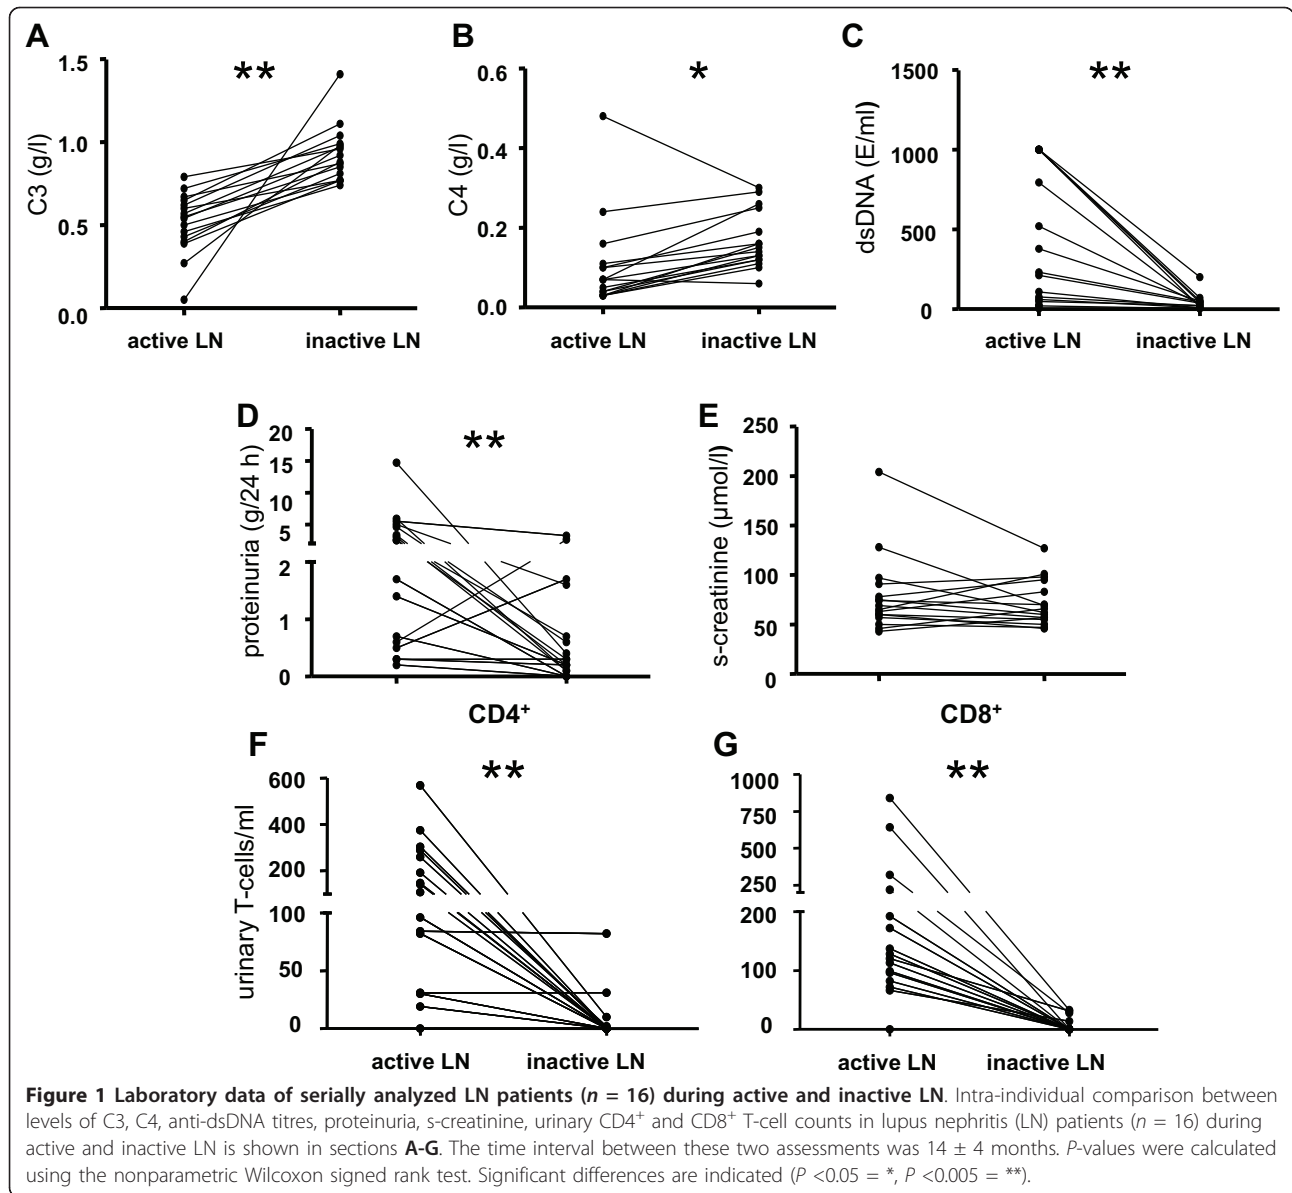 A
B
C
**
*
**
C3 (g/l)
1.5
1.0
0.5
0.0
active LN
inactive LN
C4 (g/l)
0.6
0.4
0.2
0.0
active LN
inactive LN
dsDNA (E/ml)
1500
1000
500
0
active LN
inactive LN
D
E
**
proteinuria (g/24 h)
20
15
10
5
2
1
0
s-creatinine (µmol/l)
250
200
150
100
50
0
CD4⁺
CD8⁺
F
G
**
**
urinary T-cells/ml
600
400
200
100
50
0
active LN
inactive LN
1000
750
500
250
200
100
0
active LN
inactive LN
Figure 1 Laboratory data of serially analyzed LN patients (n = 16) during active and inactive LN. Intra-individual comparison between
levels of C3, C4, anti-dsDNA titres, proteinuria, s-creatinine, urinary CD4⁺ and CD8⁺ T-cell counts in lupus nephritis (LN) patients (n = 16) during
active and inactive LN is shown in sections A-G. The time interval between these two assessments was 14 ± 4 months. P-values were calculated
using the nonparametric Wilcoxon signed rank test. Significant differences are indicated (P <0.05 = *, P <0.005 = **).